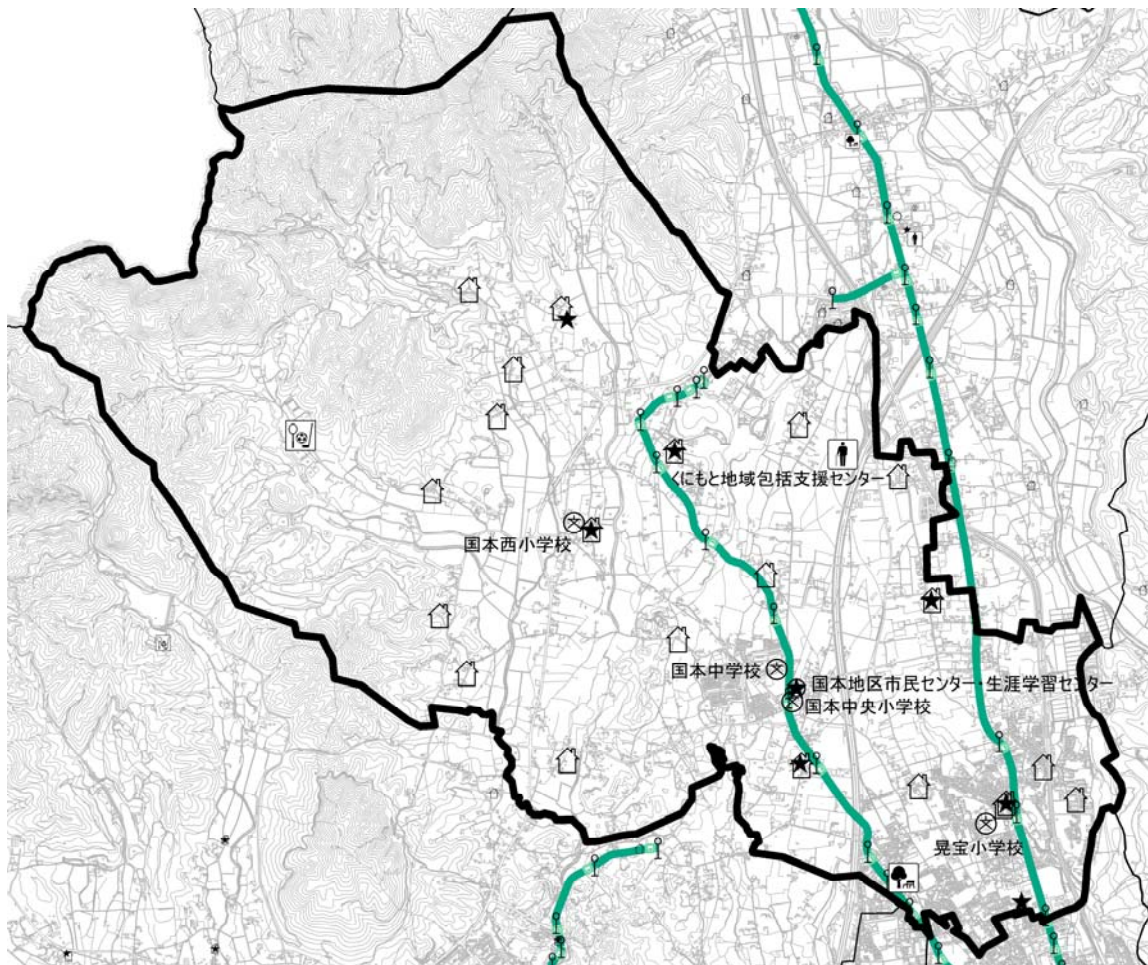 くにもと地域包括支援センター
国本西小学校
国本中学校
国本地区市民センター・生涯学習センター
国本中央小学校
晃宝小学校